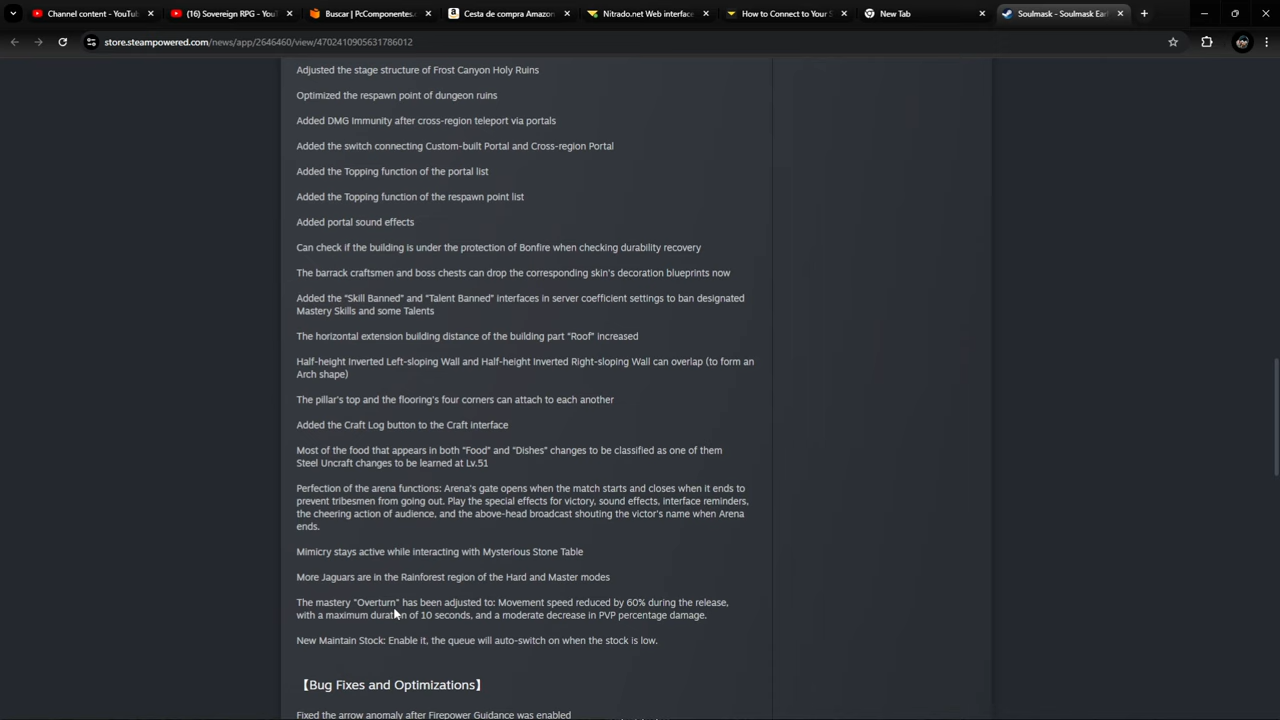 Channel content - YouTub
(16) Sovereign RPG - You
Buscar | PcComponentes.
Cesta de compra Amazon
Nitrado.net Web interface
How to Connect to Your S
New Tab
Soulmask - Soulmask Earl
store.steampowered.com/news/app/2646460/view/4702410905631786012
Adjusted the stage structure of Frost Canyon Holy Ruins
Optimized the respawn point of dungeon ruins
Added DMG Immunity after cross-region teleport via portals
Added the switch connecting Custom-built Portal and Cross-region Portal
Added the Topping function of the portal list
Added the Topping function of the respawn point list
Added portal sound effects
Can check if the building is under the protection of Bonfire when checking durability recovery
The barrack craftsmen and boss chests can drop the corresponding skin's decoration blueprints now
Added the “Skill Banned” and “Talent Banned” interfaces in server coefficient settings to ban designated
Mastery Skills and some Talents
The horizontal extension building distance of the building part “Roof” increased
Half-height Inverted Left-sloping Wall and Half-height Inverted Right-sloping Wall can overlap (to form an
Arch shape)
The pillar's top and the flooring's four corners can attach to each another
Added the Craft Log button to the Craft interface
Most of the food that appears in both “Food” and “Dishes” changes to be classified as one of them
Steel Uncraft changes to be learned at Lv.51
Perfection of the arena functions: Arena's gate opens when the match starts and closes when it ends to
prevent tribesmen from going out. Play the special effects for victory, sound effects, interface reminders,
the cheering action of audience, and the above-head broadcast shouting the victor's name when Arena
ends.
Mimicry stays active while interacting with Mysterious Stone Table
More Jaguars are in the Rainforest region of the Hard and Master modes
The mastery “Overturn” has been adjusted to: Movement speed reduced by 60% during the release,
with a maximum duration of 10 seconds, and a moderate decrease in PVP percentage damage.
New Maintain Stock: Enable it, the queue will auto-switch on when the stock is low.
【Bug Fixes and Optimizations】
Fixed the arrow anomaly after Firepower Guidance was enabled